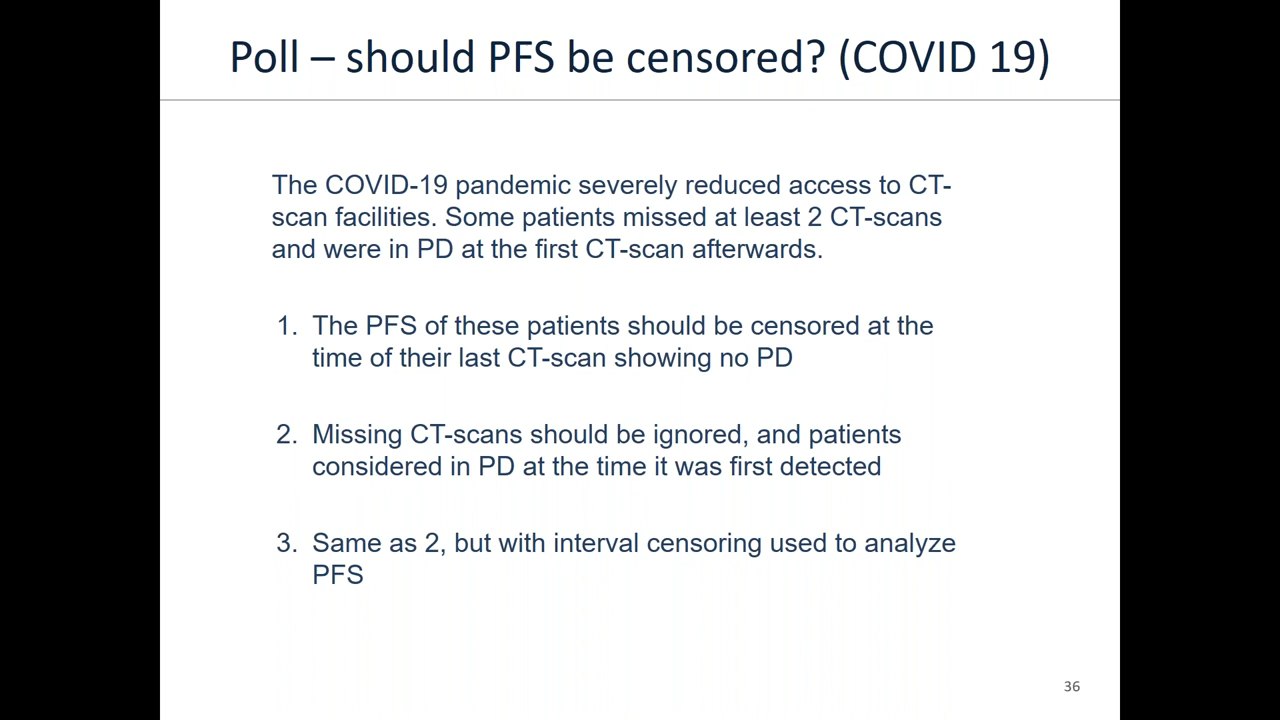 Poll – should PFS be censored? (COVID 19)
The COVID-19 pandemic severely reduced access to CT-
scan facilities. Some patients missed at least 2 CT-scans
and were in PD at the first CT-scan afterwards.
1. The PFS of these patients should be censored at the
time of their last CT-scan showing no PD
2. Missing CT-scans should be ignored, and patients
considered in PD at the time it was first detected
3. Same as 2, but with interval censoring used to analyze
PFS
36